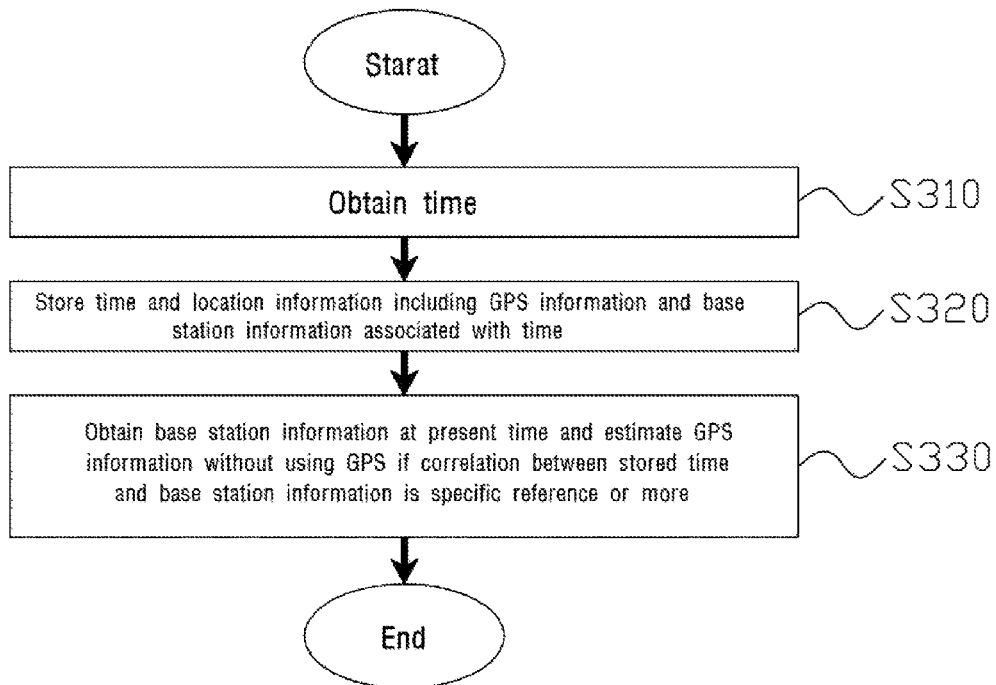 Starat
Obtain time
S310
Store time and location information including GPS information and base
station information associated with time
S320
Obtain base station information at present time and estimate GPS
information without using GPS if correlation between stored time
and base station information is specific reference or more
S330
End